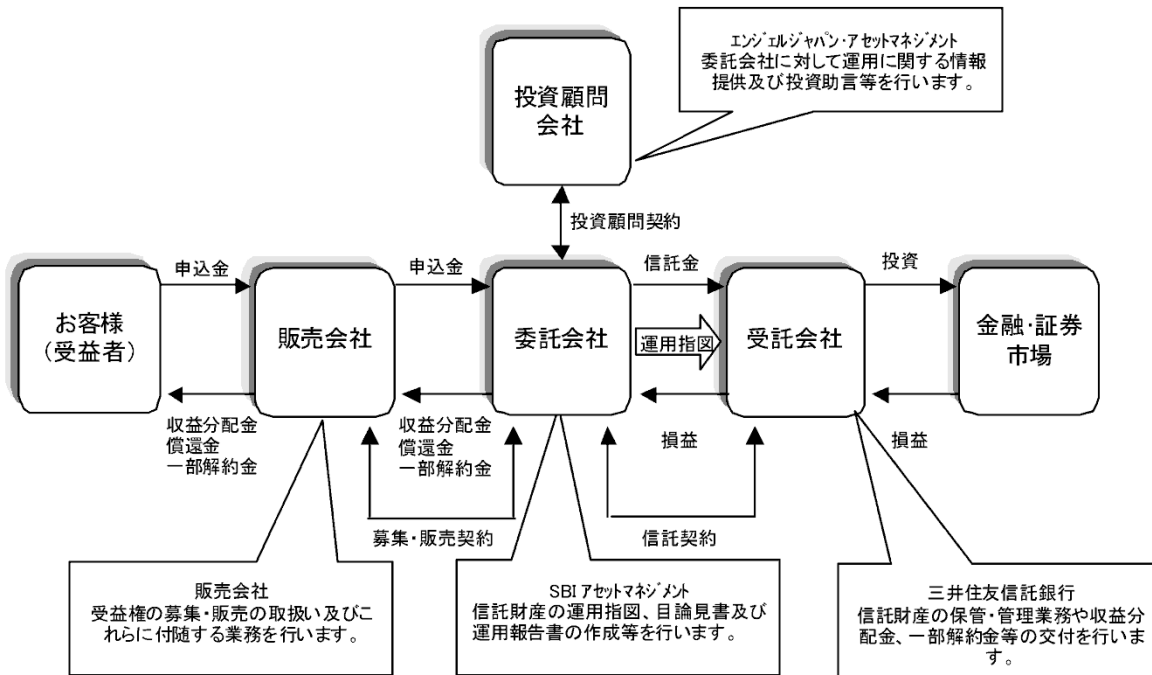 エンジェルジャパン・アセットマネジメント
委託会社に対して運用に関する情報
提供及び投資助言等を行います。
投資顧問
会社
投資顧問契約
申込金
申込金
信託金
投資
お客様
（受益者）
販売会社
委託会社
運用指図
受託会社
金融・証券
市場
収益分配金
償還金
一部解約金
収益分配金
償還金
一部解約金
損益
損益
募集・販売契約
信託契約
販売会社
受益権の募集・販売の取扱い及びこ
れらに付随する業務を行います。
SBIアセットマネジメント
信託財産の運用指図、目論見書及び
運用報告書の作成等を行います。
三井住友信託銀行
信託財産の保管・管理業務や収益分
配金、一部解約金等の交付を行いま
す。